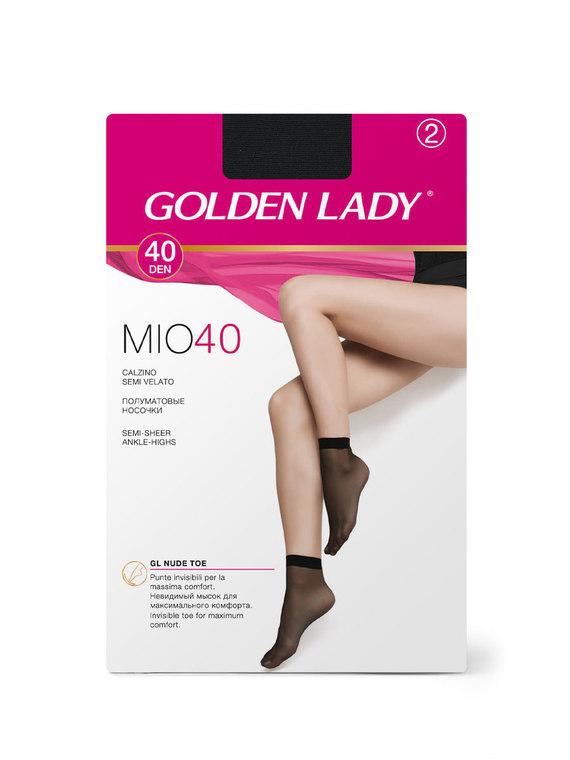 2
GOLDEN LADY®
40
DEN
MIO40
CALZINO
SEMI VELATO
ПОЛУМАТОВЫЕ
НОСОЧКИ
SEMI-SHEER
ANKLE-HIGHS
GL NUDE TOE
Punte invisibili per la
massima comfort.
Невидимый мысок для
максимального комфорта.
Invisible toe for maximum
comfort.